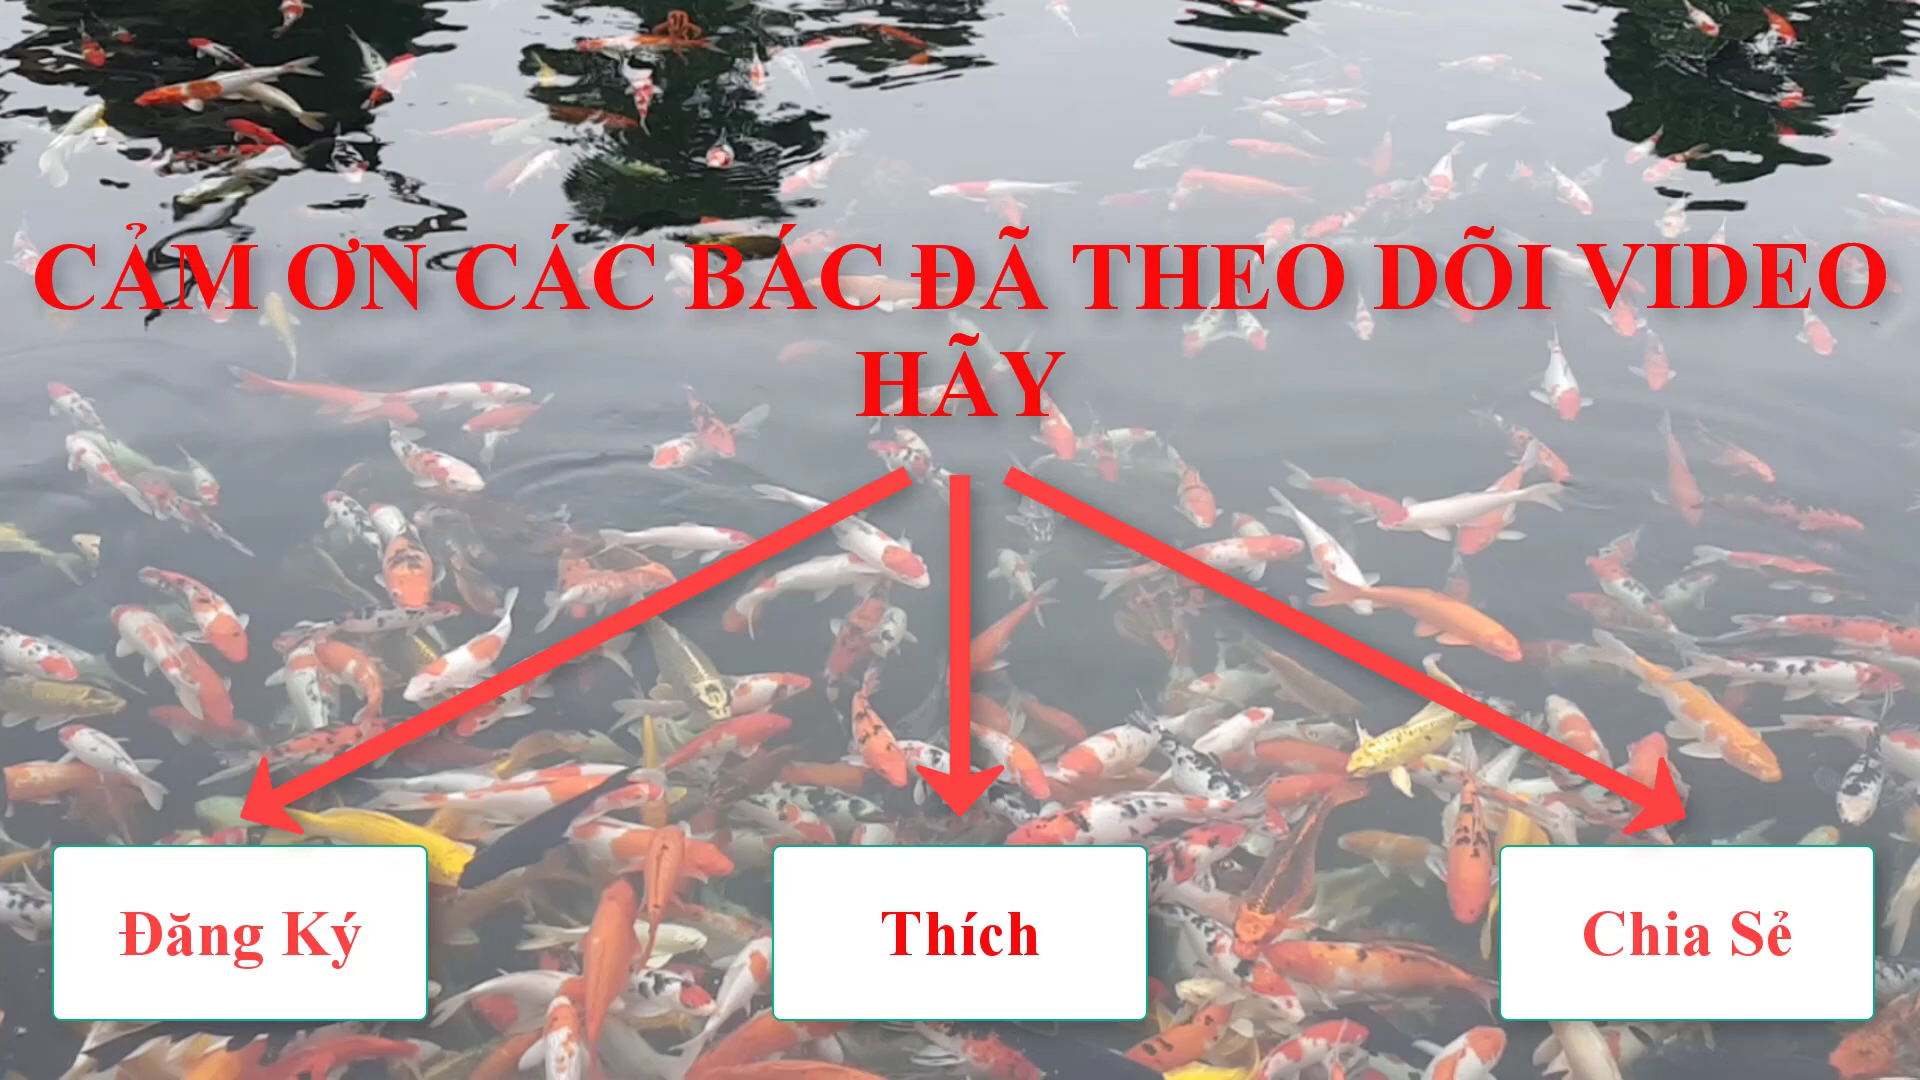 CẢM ƠN CÁC BÁC ĐÃ THEO DÕI VIDEO
HÃY
Đăng Ký
Thích
Chia Sẻ